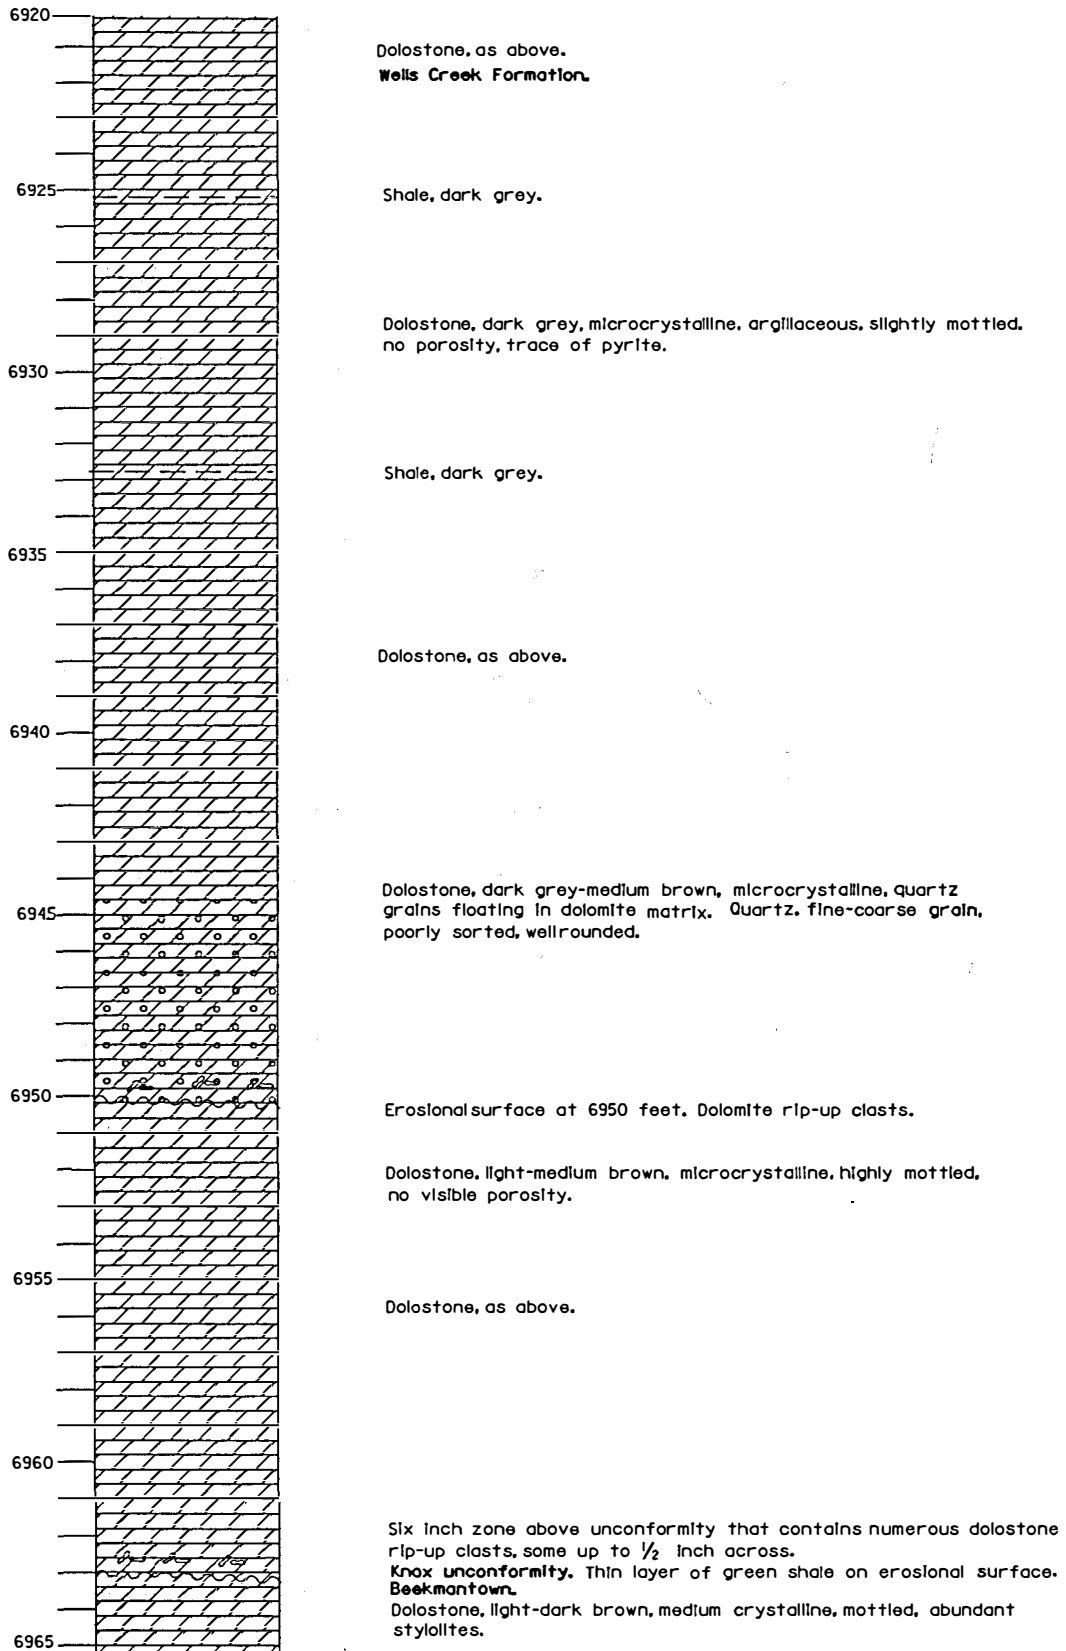 6920
Dolostone, as above.
Wells Creek Formation.
6925
Shale, dark grey.
Dolostone, dark grey, microcrystalline, argillaceous, slightly mottled.
no porosity, trace of pyrite.
6930
Shale, dark grey.
6935
Dolostone, as above.
6940
Dolostone, dark grey-medium brown, microcrystalline, quartz
grains floating in dolomite matrix. Quartz, fine-coarse grain,
poorly sorted, well rounded.
6945
6950
Erosional surface at 6950 feet. Dolomite rip-up clasts.
Dolostone, light-medium brown, microcrystalline, highly mottled,
no visible porosity.
6955
Dolostone, as above.
6960
Six inch zone above unconformity that contains numerous dolostone
rip-up clasts, some up to 1/2 inch across.
Knox unconformity. Thin layer of green shale on erosional surface.
Beekmantown.
Dolostone, light-dark brown, medium crystalline, mottled, abundant
stylolites.
6965